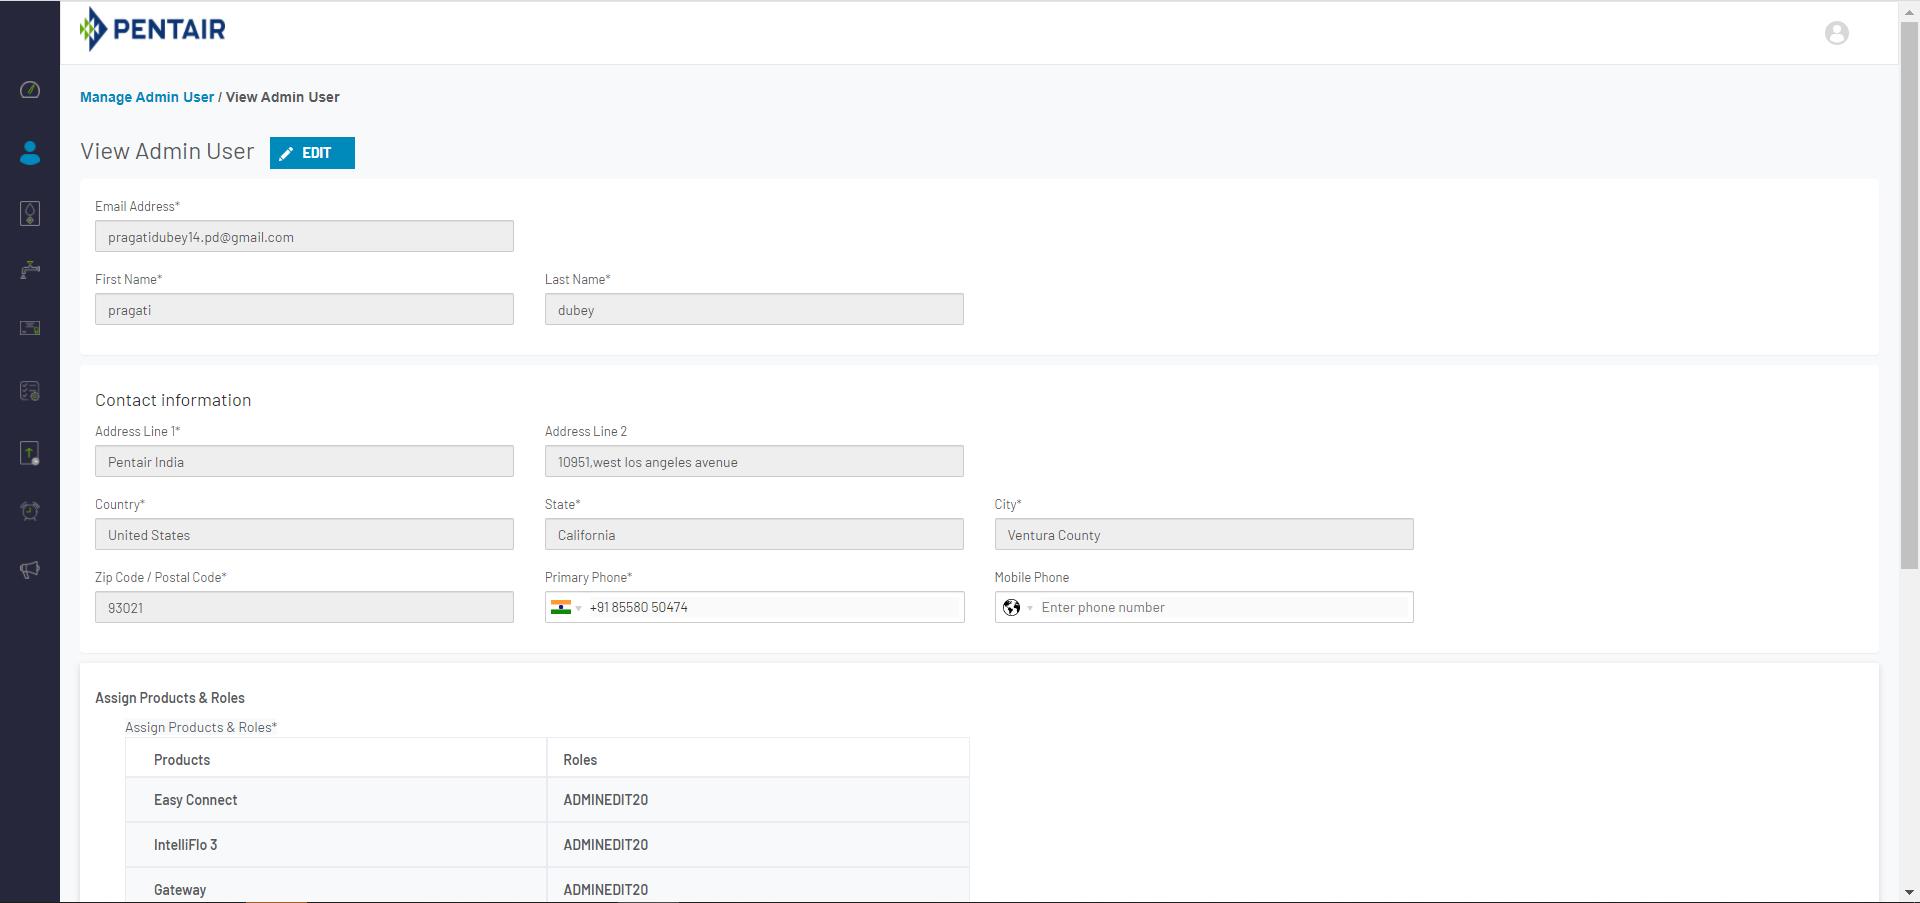 PENTAIR
Manage Admin User / View Admin User
View Admin User
EDIT
Email Address*
pragatidubey14.pd@gmail.com
First Name*
Last Name*
pragati
dubey
Contact information
Address Line 1*
Address Line 2
Pentair India
10951,west los angeles avenue
Country*
State*
City*
United States
California
Ventura County
Zip Code / Postal Code*
Primary Phone*
Mobile Phone
93021
+91 85580 50474
Enter phone number
Assign Products & Roles
Assign Products & Roles*
Products
Roles
Easy Connect
ADMINEDIT20
IntelliFlo 3
ADMINEDIT20
Gateway
ADMINEDIT20